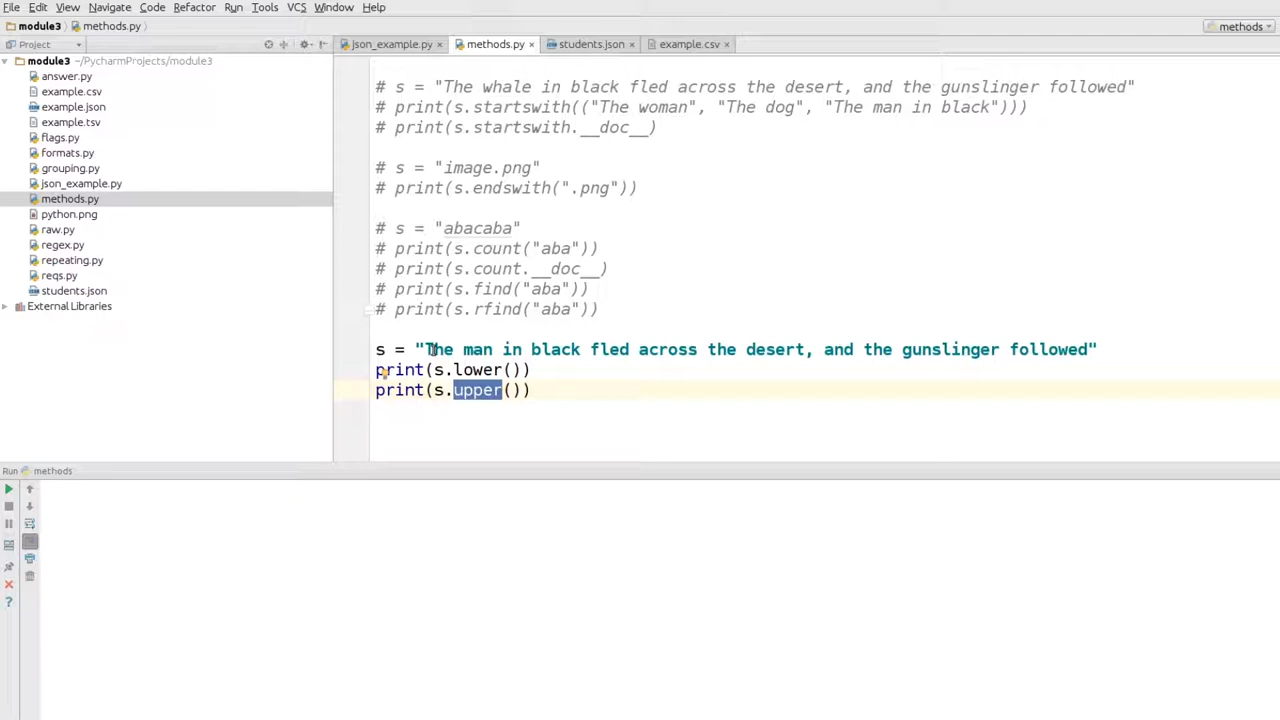 File Edit View Navigate Code Refactor Run Tools VCS Window Help
module3 methods.py methods
Project json_example.py methods.py students.json example.csv
module3 ~/PycharmProjects/module3
answer.py
example.csv
example.json
example.tsv
flags.py
formats.py
grouping.py
json_example.py
methods.py
python.png
raw.py
regex.py
repeating.py
reqs.py
students.json
External Libraries
# s = "The whale in black fled across the desert, and the gunslinger followed"
# print(s.startswith(("The woman", "The dog", "The man in black")))
# print(s.startswith.__doc__)
# s = "image.png"
# print(s.endswith(".png"))
# s = "abacaba"
# print(s.count("aba"))
# print(s.count.__doc__)
# print(s.find("aba"))
# print(s.rfind("aba"))
s = "The man in black fled across the desert, and the gunslinger followed"
print(s.lower())
print(s.upper())
Run methods